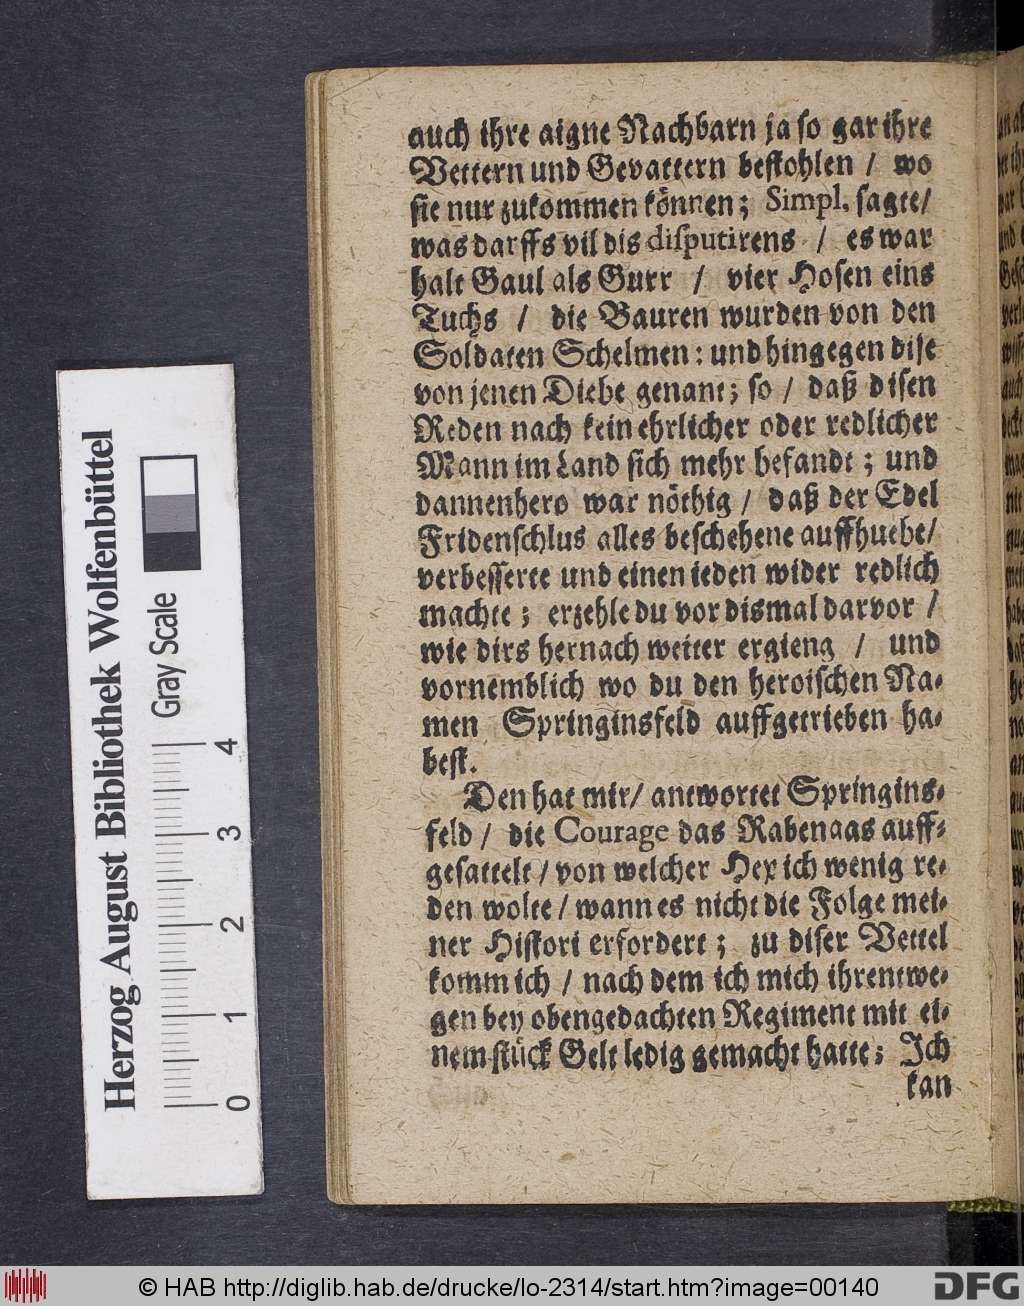 auch ihre aigne Nachbarn ja so gar ihre
Vettern und Gevattern bestohlen / wo
sie nur zukommen können; Simpl. sagte/
was darffs vil dis disputirens / es war
halt Gaul als Gurr / vier Hosen eins
Tuchs / die Bauren wurden von den
Soldaten Schelmen: und hingegen dise
von jenen Diebe genant; so / daß disen
Reden nach kein ehrlicher oder redlicher
Mann im Land sich mehr befandt; und
dannenhero war nöthig / daß der Edel
Fridenschlus alles beschehene auffhuebe/
verbesserte und einen ieden wider redlich
machte; erzehle du vor dismal darvor /
wie dirs hernach weiter ergieng / und
vornemblich wo du den heroischen Na-
men Springinsfeld auffgetrieben ha-
best.
Den hat mir/ antwortet Springins-
feld / die Courage das Rabenaas auff-
gesattelt / von welcher Hex ich wenig re-
den wolte / wann es nicht die Folge mei-
ner Histori erfordert; zu diser Vettel
komm ich / nach dem ich mich ihrentwe-
gen bey obengedachten Regiment mit ei-
nem stück Gelt ledig gemacht hatte; Ich
kan
Herzog August Bibliothek Wolfenbüttel
Gray Scale
0 1 2 3 4
© HAB http://diglib.hab.de/drucke/lo-2314/start.htm?image=00140
DFG